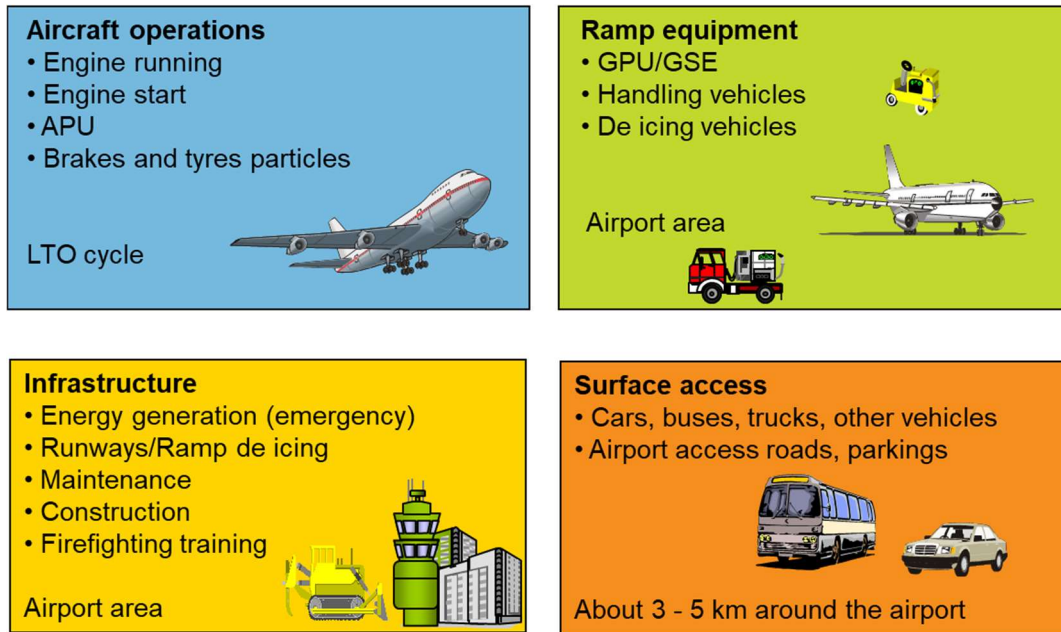 Aircraft operations
• Engine running
• Engine start
• APU
• Brakes and tyres particles
LTO cycle
Ramp equipment
• GPU/GSE
• Handling vehicles
• De icing vehicles
Airport area
Infrastructure
• Energy generation (emergency)
• Runways/Ramp de icing
• Maintenance
• Construction
• Firefighting training
Airport area
Surface access
• Cars, buses, trucks, other vehicles
• Airport access roads, parkings
About 3 - 5 km around the airport